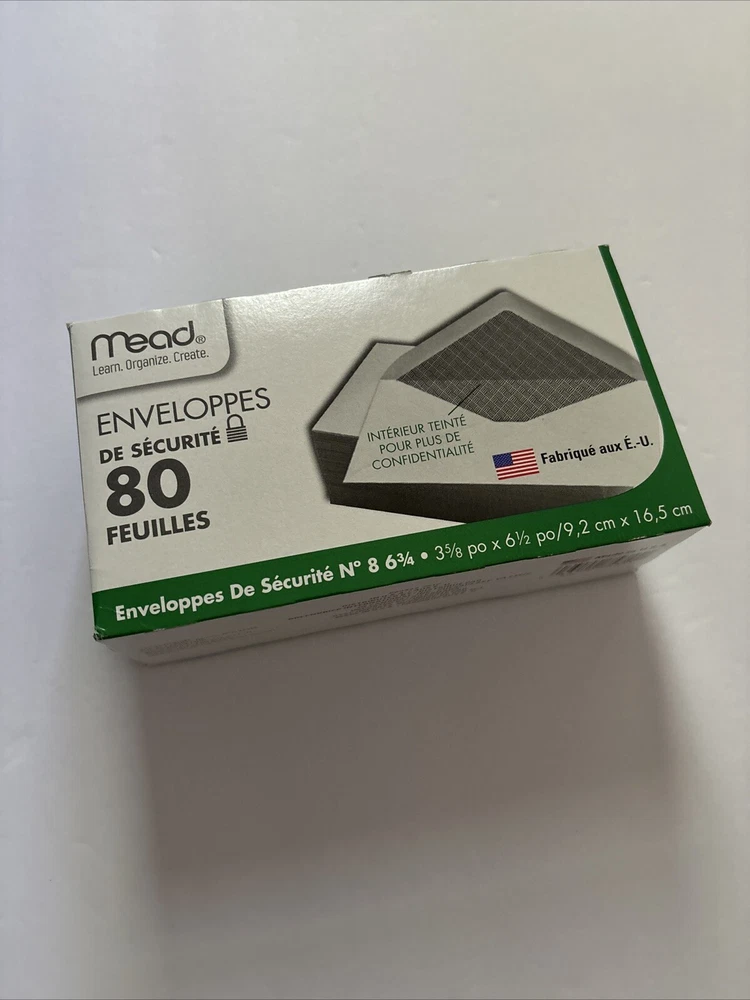 mead®
Learn. Organize. Create.
ENVELOPPES
DE SÉCURITÉ
80
FEUILLES
INTÉRIEUR TEINTÉ
POUR PLUS DE
CONFIDENTIALITÉ
Fabriqué aux É.-U.
Enveloppes De Sécurité Nº 8 6¾ • 3⅝ po x 6½ po/9,2 cm x 16,5 cm